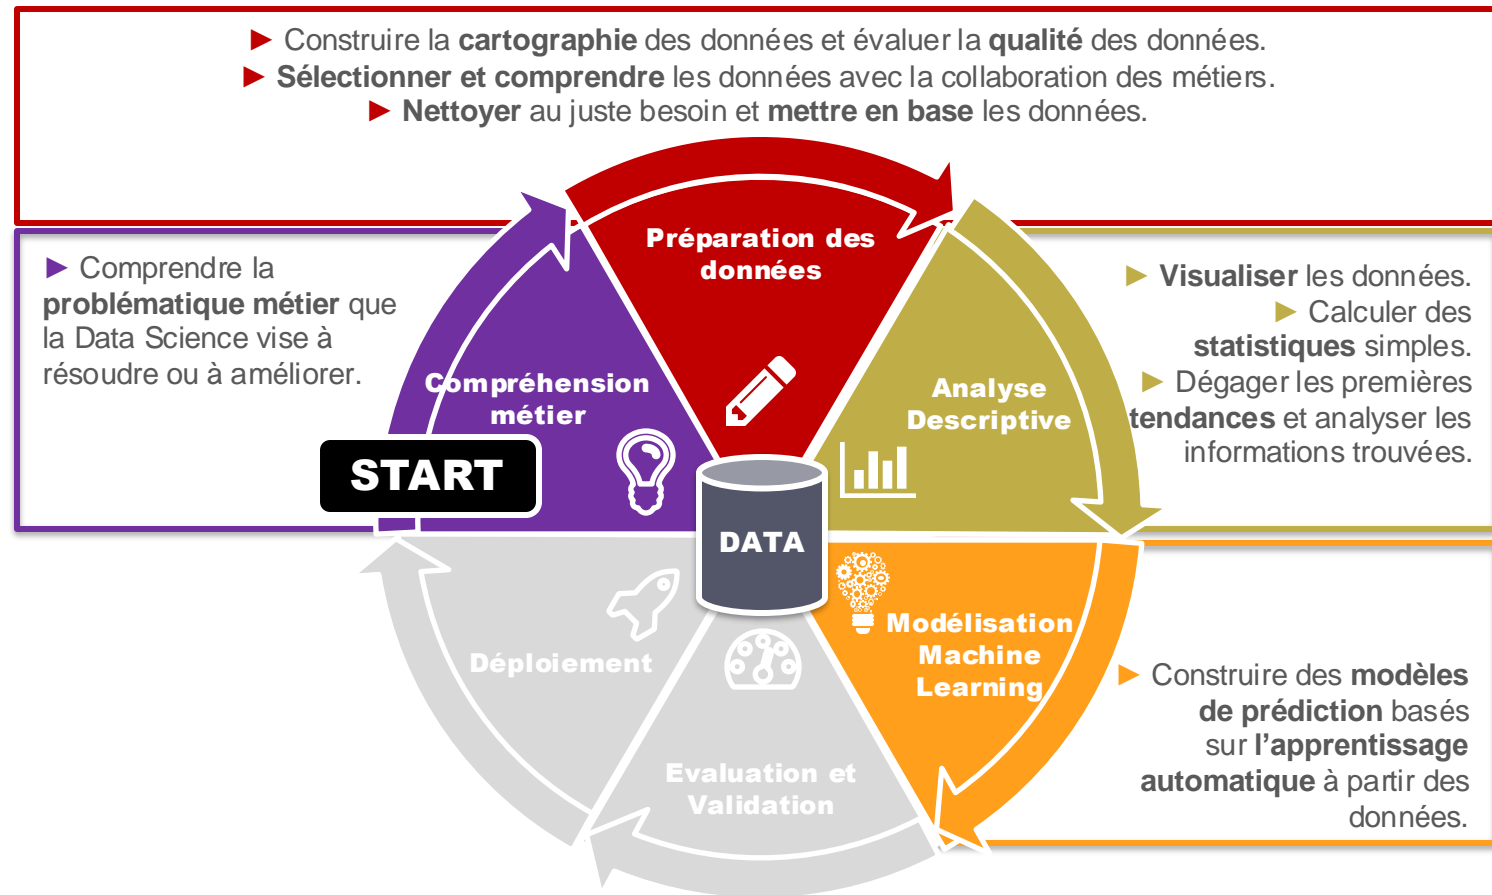 ► Construire la cartographie des données et évaluer la qualité des données.
► Sélectionner et comprendre les données avec la collaboration des métiers.
► Nettoyer au juste besoin et mettre en base les données.
► Comprendre la
problématique métier que
la Data Science vise à
résoudre ou à améliorer.
START
Compréhension
métier
Préparation des
données
Analyse
Descriptive
► Visualiser les données.
► Calculer des
statistiques simples.
► Dégager les premières
tendances et analyser les
informations trouvées.
DATA
Modélisation
Machine
Learning
► Construire des modèles
de prédiction basés
sur l’apprentissage
automatique à partir des
données.
Evaluation et
Validation
Déploiement